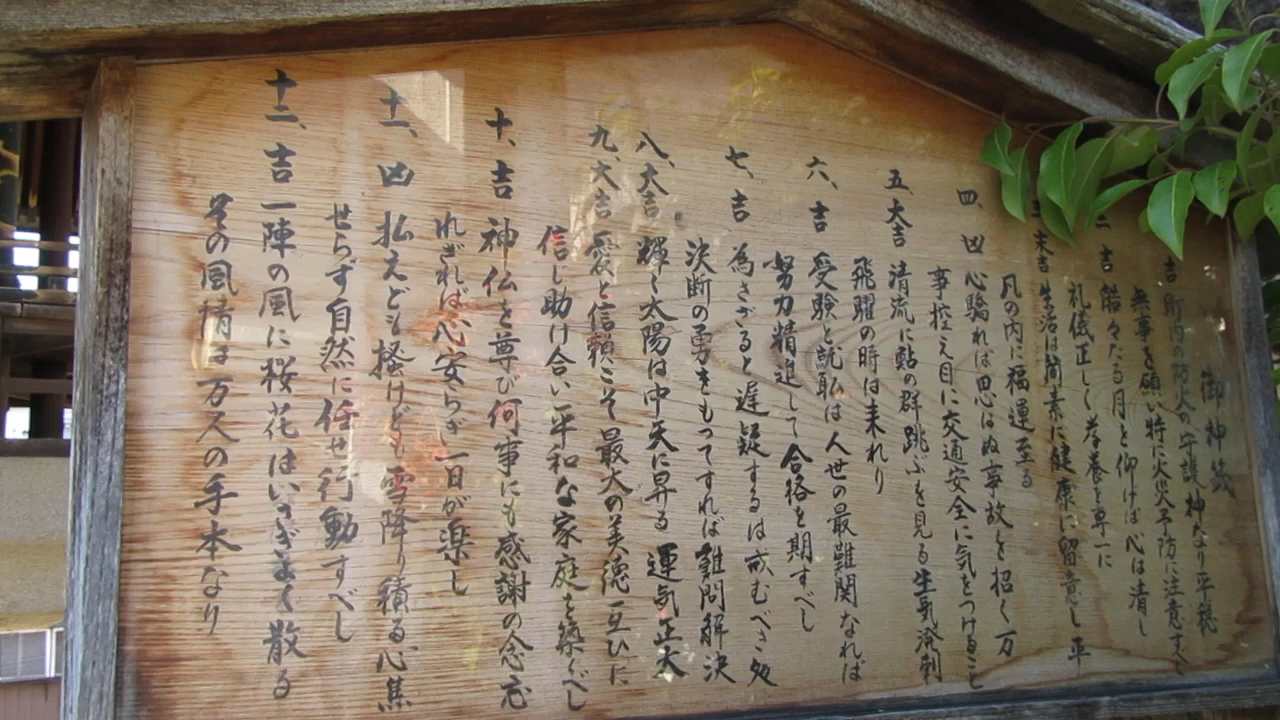 御神籤
吉 町内の防火の守護神なり平穏
無事を願い特に火災予防に注意すべし
二、吉 皓々たる月を仰げば心は清し
礼儀正しく孝養を専一に
三、末吉 生活は簡素に健康に留意し平
凡の内に福運至る
四、凶 心驕れば思はぬ事故を招く万
事控え目に交通安全に気をつけること
五、大吉 清流に鮎の群跳ぶを見る生気溌剌
飛躍の時は来れり
六、吉 受験と就職は人世の最難関なれば
努力精進して合格を期すべし
七、吉 為さざると遅疑するは戒むべき処
決断の勇をもってすれば難問解決
八、大吉 輝く太陽は中天に昇る 運気正大
九、大吉 愛と信頼こそ最大の美徳互ひに
信じ助け合い平和な家庭を築くべし
十、吉 神仏を尊び何事にも感謝の念忘
れざれば心安らぎ一日が楽し
十一、凶 払えども掻けども雪降り積る心焦
せらず自然に任せ行動すべし
十二、吉 一陣の風に桜花はいさぎよく散る
その風情は万人の手本なり